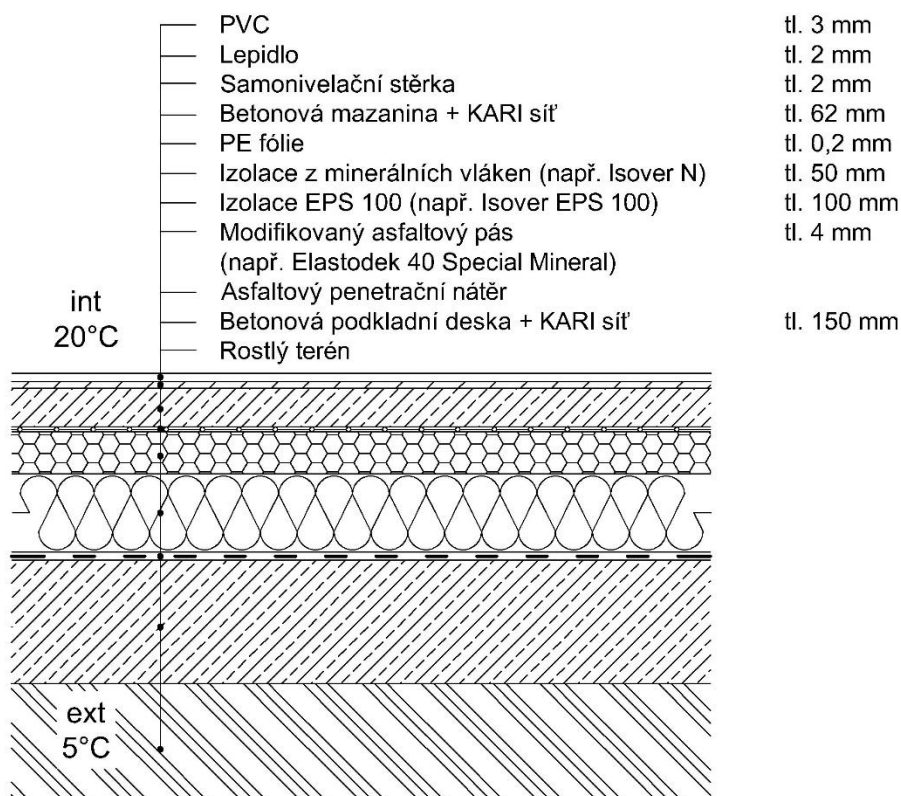 PVC tl. 3 mm
Lepidlo tl. 2 mm
Samonivelační stěrka tl. 2 mm
Betonová mazanina + KARI síť tl. 62 mm
PE fólie tl. 0,2 mm
Izolace z minerálních vláken (např. Isover N) tl. 50 mm
Izolace EPS 100 (např. Isover EPS 100) tl. 100 mm
Modifikovaný asfaltový pás tl. 4 mm
(např. Elastodek 40 Special Mineral)
Asfaltový penetrační nátěr
Betonová podkladní deska + KARI síť tl. 150 mm
Rostlý terén
int
20°C
ext
5°C